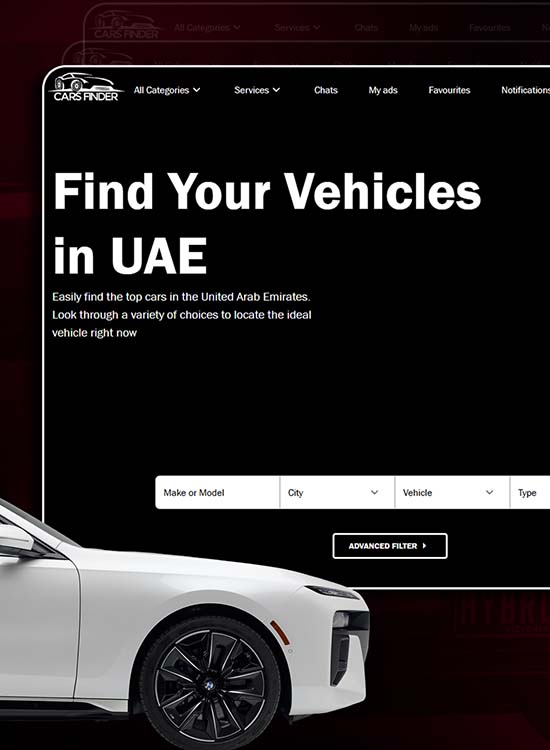 CARS FINDER
All Categories
Services
Chats
My ads
Favourites
CARS FINDER
All Categories
Services
Chats
My ads
Favourites
Notifications
Find Your Vehicles
in UAE
Easily find the top cars in the United Arab Emirates.
Look through a variety of choices to locate the ideal
vehicle right now
Make or Model
City
Vehicle
Type
ADVANCED FILTER